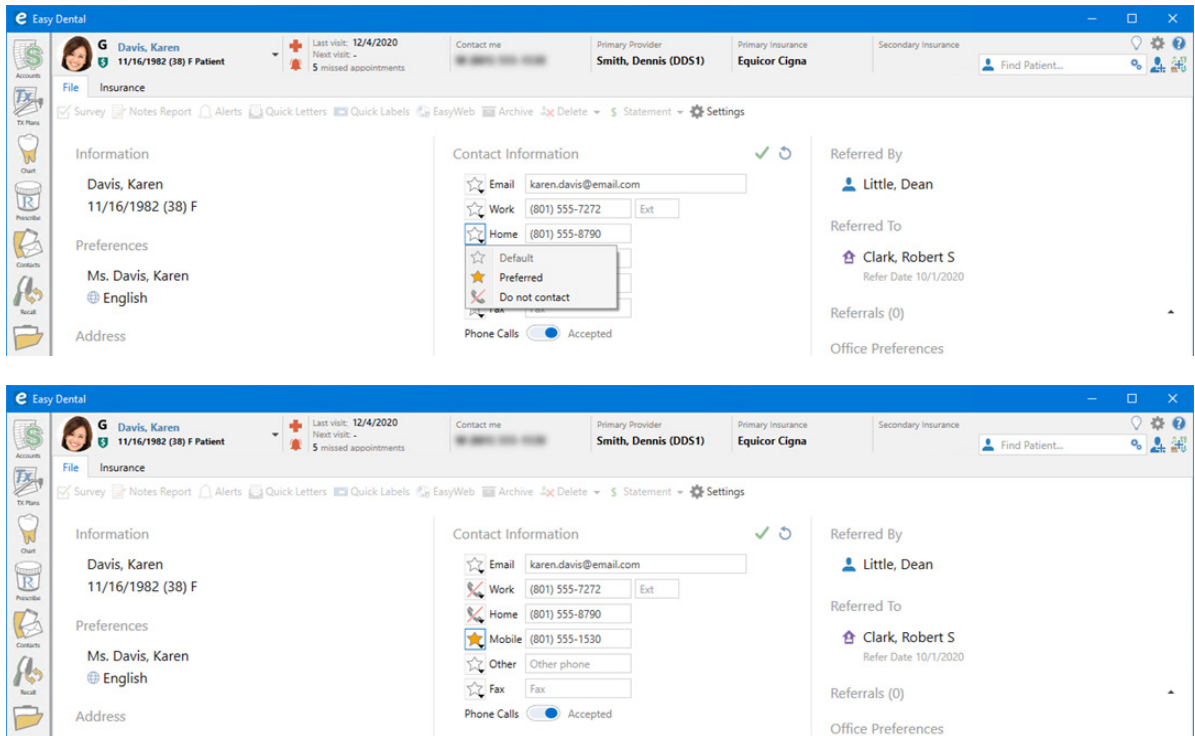 Easy Dental
Accounts
TX Plans
Chart
Prescribe
Contacts
Recall
G Davis, Karen
11/16/1982 (38) F Patient
Last visit: 12/4/2020
Next visit: -
5 missed appointments
Contact me
Primary Provider
Smith, Dennis (DDS1)
Primary Insurance
Equicor Cigna
Secondary Insurance
Find Patient...
File Insurance
Survey Notes Report Alerts Quick Letters Quick Labels EasyWeb Archive Delete $ Statement Settings
Information
Davis, Karen
11/16/1982 (38) F
Preferences
Ms. Davis, Karen
English
Address
Contact Information
Email karen.davis@email.com
Work (801) 555-7272 Ext
Home (801) 555-8790
Default
Preferred
Do not contact
Phone Calls Accepted
Referred By
Little, Dean
Referred To
Clark, Robert S
Refer Date 10/1/2020
Referrals (0)
Office Preferences
Easy Dental
Accounts
TX Plans
Chart
Prescribe
Contacts
Recall
G Davis, Karen
11/16/1982 (38) F Patient
Last visit: 12/4/2020
Next visit: -
5 missed appointments
Contact me
Primary Provider
Smith, Dennis (DDS1)
Primary Insurance
Equicor Cigna
Secondary Insurance
Find Patient...
File Insurance
Survey Notes Report Alerts Quick Letters Quick Labels EasyWeb Archive Delete $ Statement Settings
Information
Davis, Karen
11/16/1982 (38) F
Preferences
Ms. Davis, Karen
English
Address
Contact Information
Email karen.davis@email.com
Work (801) 555-7272 Ext
Home (801) 555-8790
Mobile (801) 555-1530
Other Other phone
Fax Fax
Phone Calls Accepted
Referred By
Little, Dean
Referred To
Clark, Robert S
Refer Date 10/1/2020
Referrals (0)
Office Preferences